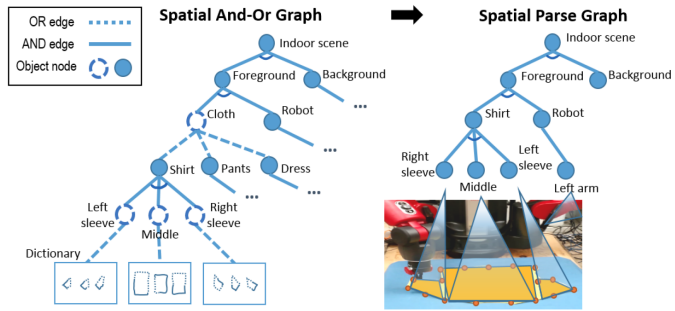 Spatial And-Or Graph
Spatial Parse Graph
OR edge
AND edge
Object node
Indoor scene
Foreground
Background
...
Cloth
Robot
...
Shirt
Pants
Dress
...
...
Left
sleeve
Middle
Right
sleeve
Dictionary
Indoor scene
Foreground
Background
Shirt
Robot
Right
sleeve
Middle
Left
sleeve
Left arm